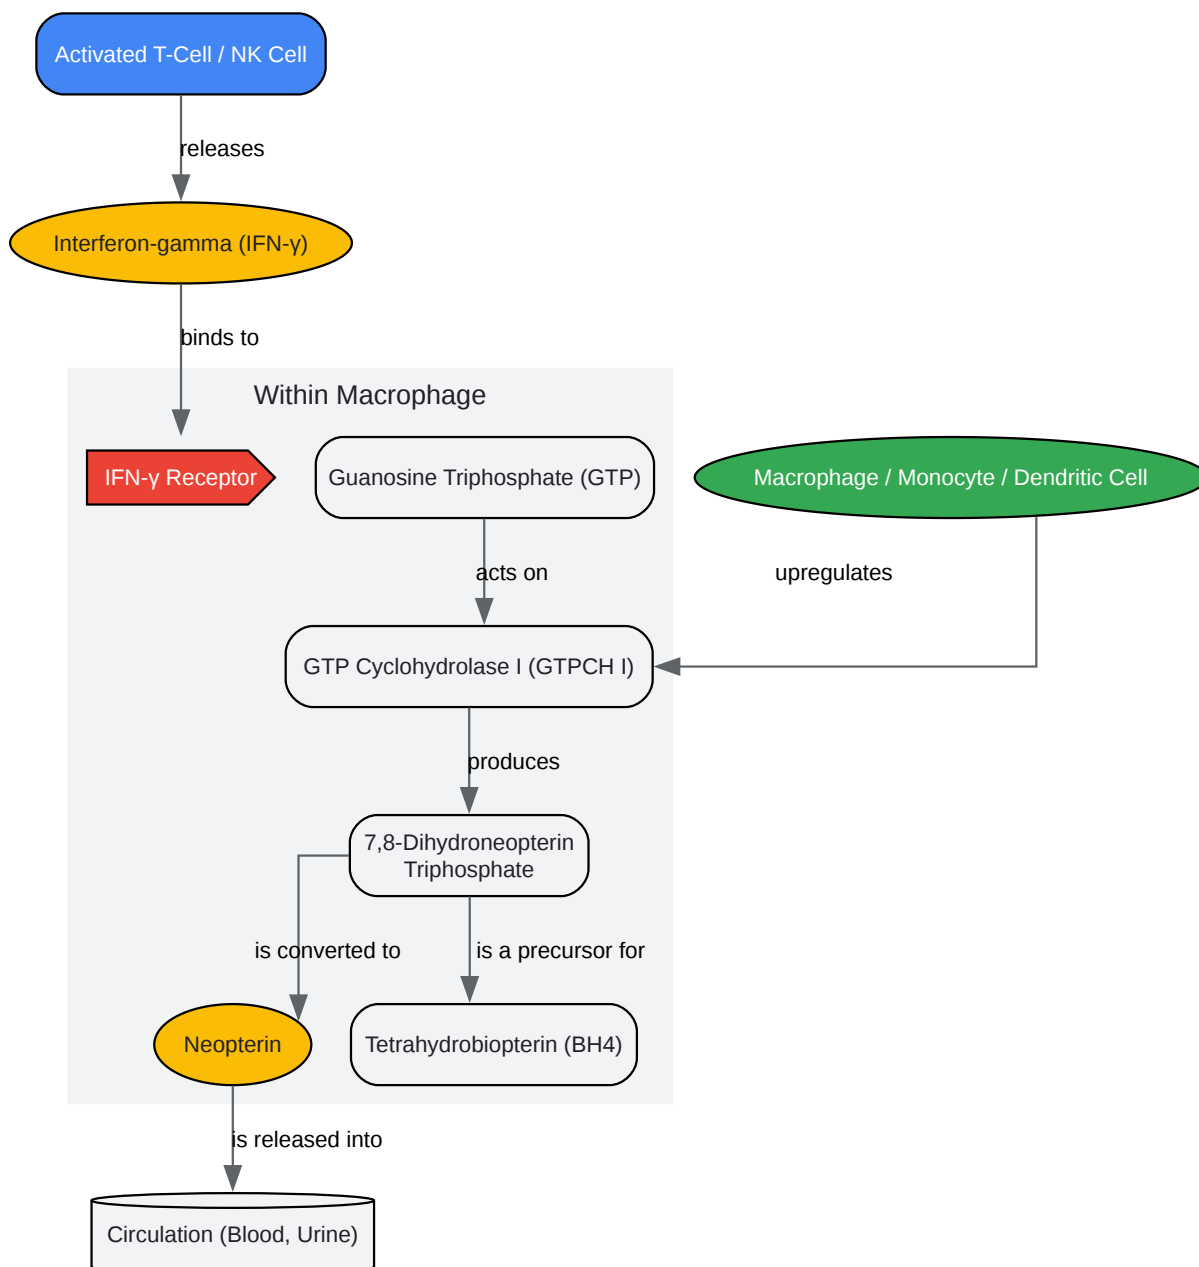 Activated T-Cell / NK Cell
releases
Interferon-gamma (IFN-γ)
binds to
Within Macrophage
IFN-γ Receptor
Guanosine Triphosphate (GTP)
Macrophage / Monocyte / Dendritic Cell
acts on
upregulates
GTP Cyclohydrolase I (GTPCH I)
produces
7,8-Dihydroneopterin
Triphosphate
is converted to
is a precursor for
Neopterin
Tetrahydrobiopterin (BH4)
is released into
Circulation (Blood, Urine)